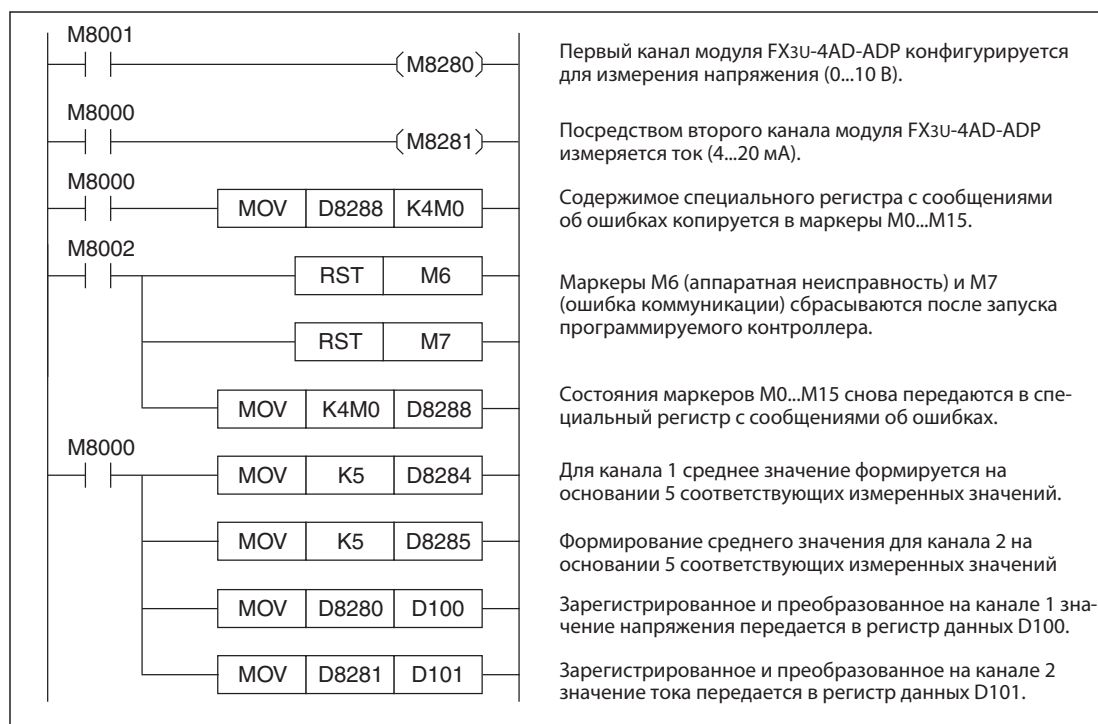 M8001
M8280
Первый канал модуля FX3U-4AD-ADP конфигурируется
для измерения напряжения (0...10 В).
M8000
M8281
Посредством второго канала модуля FX3U-4AD-ADP
измеряется ток (4...20 мА).
M8000
MOV D8288 K4M0
Содержимое специального регистра с сообщениями
об ошибках копируется в маркеры M0...M15.
M8002
RST M6
Маркеры M6 (аппаратная неисправность) и M7
(ошибка коммуникации) сбрасываются после запуска
программируемого контроллера.
RST M7
MOV K4M0 D8288
Состояния маркеров M0...M15 снова передаются в спе-
циальный регистр с сообщениями об ошибках.
M8000
MOV K5 D8284
Для канала 1 среднее значение формируется на
основании 5 соответствующих измеренных значений.
MOV K5 D8285
Формирование среднего значения для канала 2 на
основании 5 соответствующих измеренных значений
MOV D8280 D100
Зарегистрированное и преобразованное на канале 1 зна-
чение напряжения передается в регистр данных D100.
MOV D8281 D101
Зарегистрированное и преобразованное на канале 2
значение тока передается в регистр данных D101.